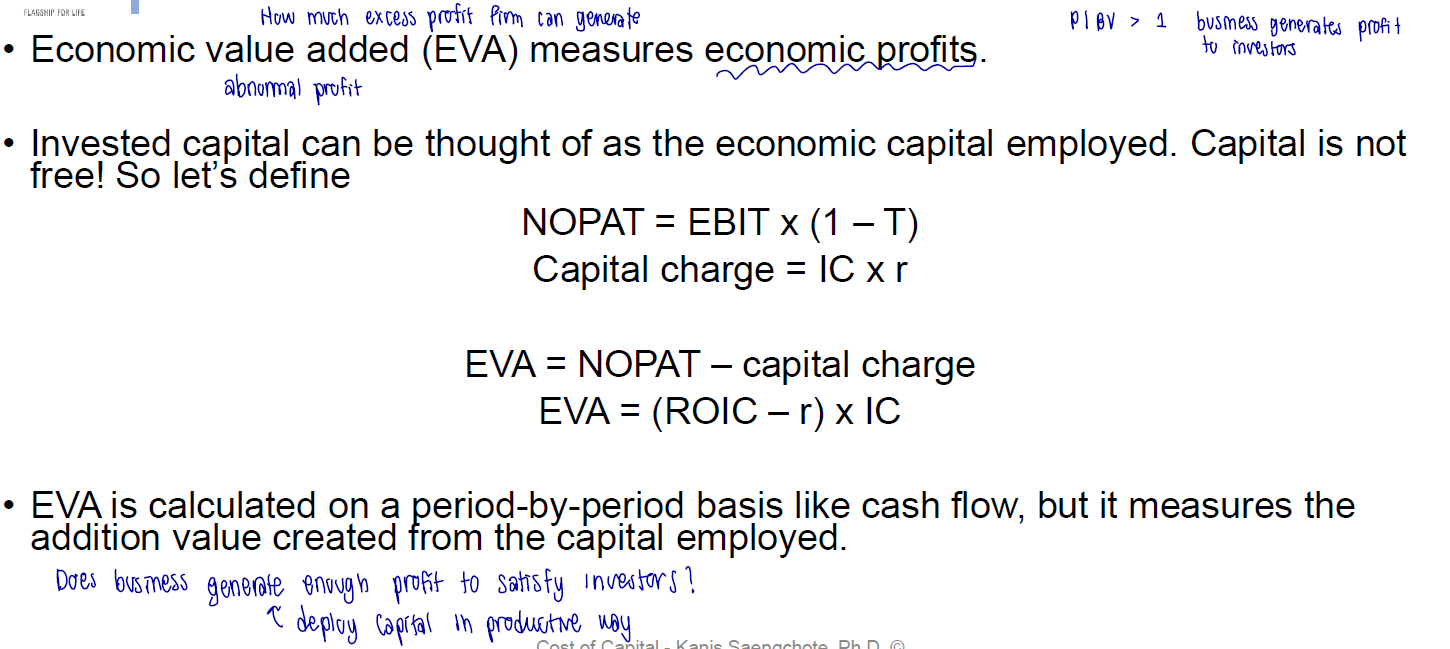 FLAGSHIP FOR LIFE
How much excess profit firm can generate
P/BV > 1 business generates profit
to investors
• Economic value added (EVA) measures economic profits.
abnormal profit
• Invested capital can be thought of as the economic capital employed. Capital is not
free! So let’s define
NOPAT = EBIT x (1 – T)
Capital charge = IC x r
EVA = NOPAT – capital charge
EVA = (ROIC – r) x IC
• EVA is calculated on a period-by-period basis like cash flow, but it measures the
addition value created from the capital employed.
Does business generate enough profit to satisfy investors?
deploy capital in productive way
Cost of Capital - Kanis Saengchote, Ph.D. ©